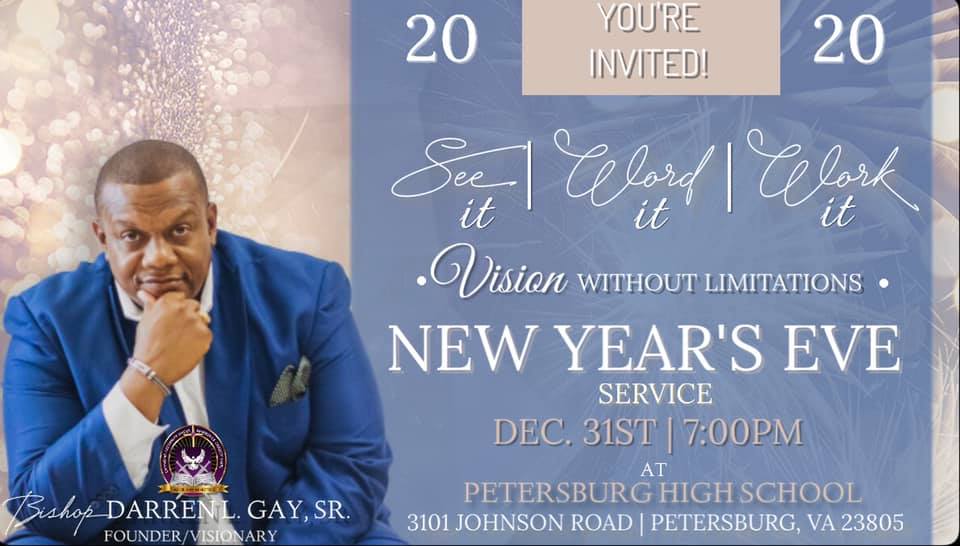 20
YOU'RE
INVITED!
20
See it | Word it | Work it
• Vision WITHOUT LIMITATIONS •
NEW YEAR'S EVE
SERVICE
DEC. 31ST | 7:00PM
AT
PETERSBURG HIGH SCHOOL
3101 JOHNSON ROAD | PETERSBURG, VA 23805
Bishop DARREN L. GAY, SR.
FOUNDER/VISIONARY